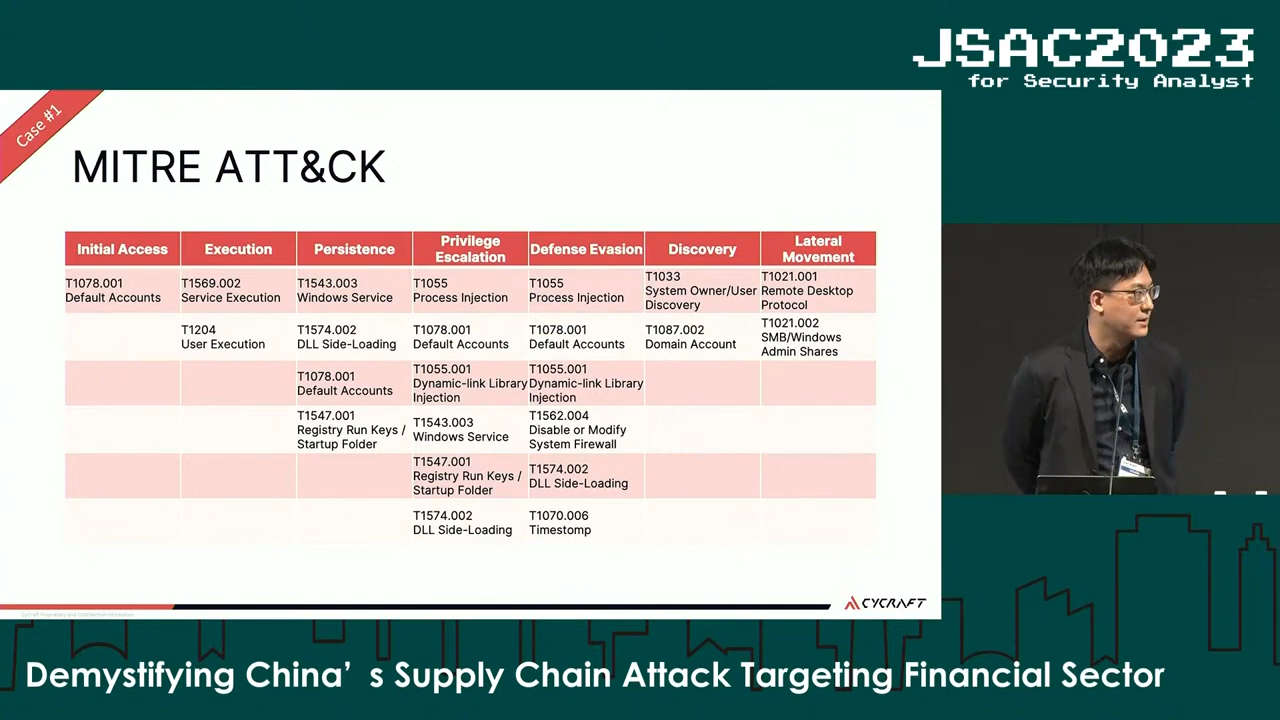 JSAC2023
for Security Analyst
Case #1
MITRE ATT&CK
Initial Access
Execution
Persistence
Privilege
Escalation
Defense Evasion
Discovery
Lateral
Movement
T1078.001
Default Accounts
T1569.002
Service Execution
T1543.003
Windows Service
T1055
Process Injection
T1055
Process Injection
T1033
System Owner/User
Discovery
T1021.001
Remote Desktop
Protocol
T1204
User Execution
T1574.002
DLL Side-Loading
T1078.001
Default Accounts
T1078.001
Default Accounts
T1087.002
Domain Account
T1021.002
SMB/Windows
Admin Shares
T1078.001
Default Accounts
T1055.001
Dynamic-link Library
Injection
T1055.001
Dynamic-link Library
Injection
T1547.001
Registry Run Keys /
Startup Folder
T1543.003
Windows Service
T1562.004
Disable or Modify
System Firewall
T1547.001
Registry Run Keys /
Startup Folder
T1574.002
DLL Side-Loading
T1574.002
DLL Side-Loading
T1070.006
Timestomp
CyCraft Proprietary and Confidential Information
CYCRAFT
Demystifying China’s Supply Chain Attack Targeting Financial Sector